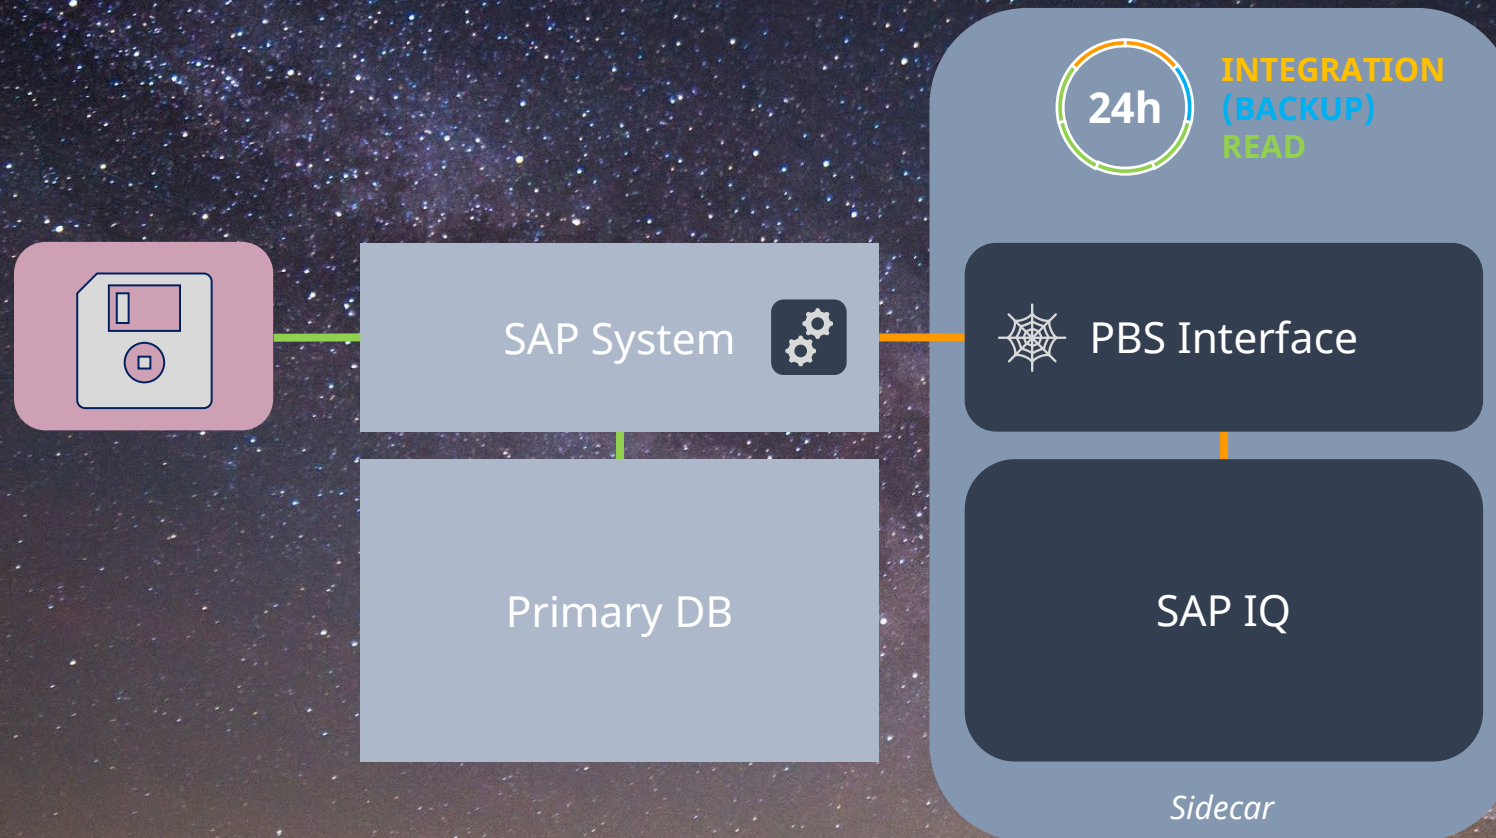 24h
INTEGRATION
(BACKUP)
READ
SAP System
PBS Interface
Primary DB
SAP IQ
Sidecar